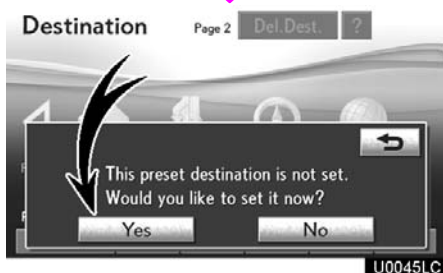 Destination Page 2 Del.Dest. ?
This preset destination is not set.
Would you like to set it now?
Yes No
U0045LC